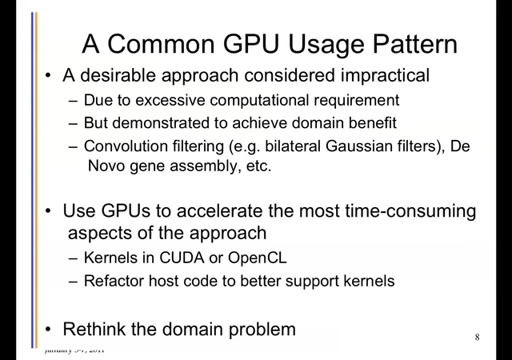 A Common GPU Usage Pattern
• A desirable approach considered impractical
– Due to excessive computational requirement
– But demonstrated to achieve domain benefit
– Convolution filtering (e.g. bilateral Gaussian filters), De
Novo gene assembly, etc.
• Use GPUs to accelerate the most time-consuming
aspects of the approach
– Kernels in CUDA or OpenCL
– Refactor host code to better support kernels
• Rethink the domain problem
8